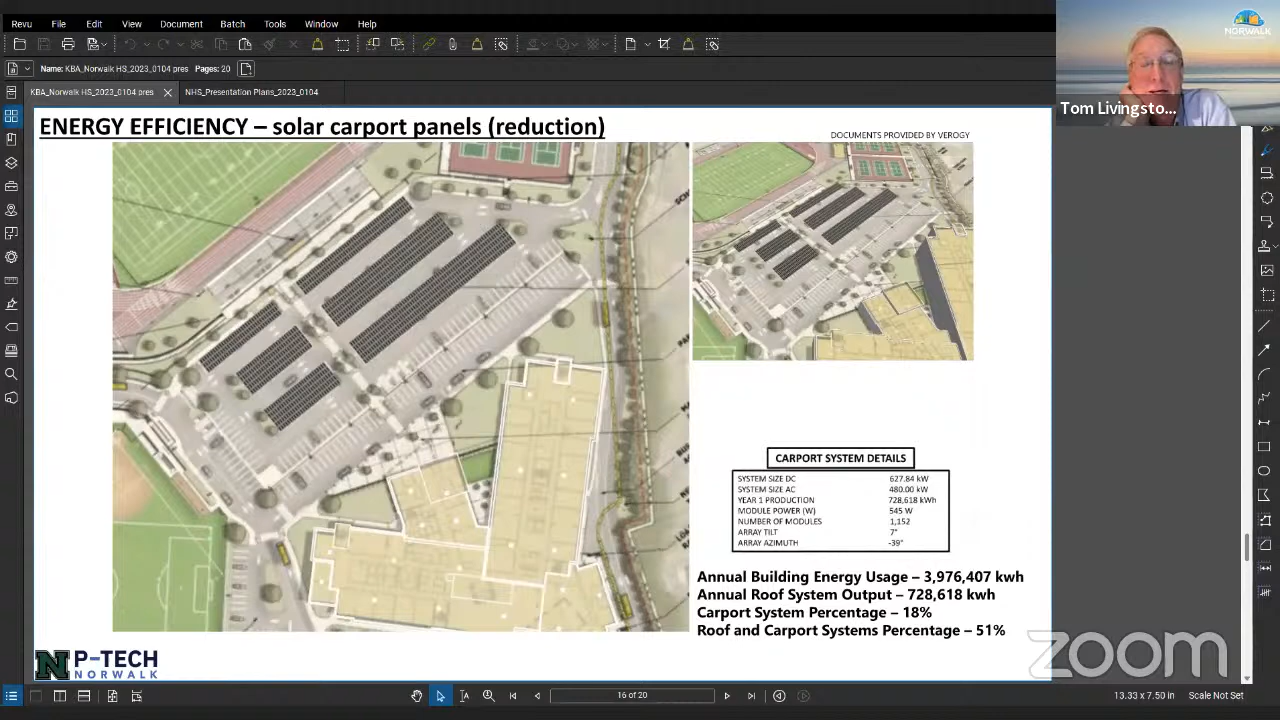 Revu File Edit View Document Batch Tools Window Help
NORWALK
Name: KBA_Norwalk HS_2023_0104 pres Pages: 20
KBA_Norwalk HS_2023_0104 pres NHS_Presentation Plans_2023_0104
Tom Livingsto...
ENERGY EFFICIENCY – solar carport panels (reduction)
DOCUMENTS PROVIDED BY VEROGY
CARPORT SYSTEM DETAILS
SYSTEM SIZE DC 627.84 kW
SYSTEM SIZE AC 480.00 kW
YEAR 1 PRODUCTION 728,618 kWh
MODULE POWER (W) 545 W
NUMBER OF MODULES 1,152
ARRAY TILT 7°
ARRAY AZIMUTH -39°
Annual Building Energy Usage – 3,976,407 kwh
Annual Roof System Output – 728,618 kwh
Carport System Percentage – 18%
Roof and Carport Systems Percentage – 51%
zoom
N P-TECH
NORWALK
16 of 20
13.33 x 7.50 in Scale Not Set